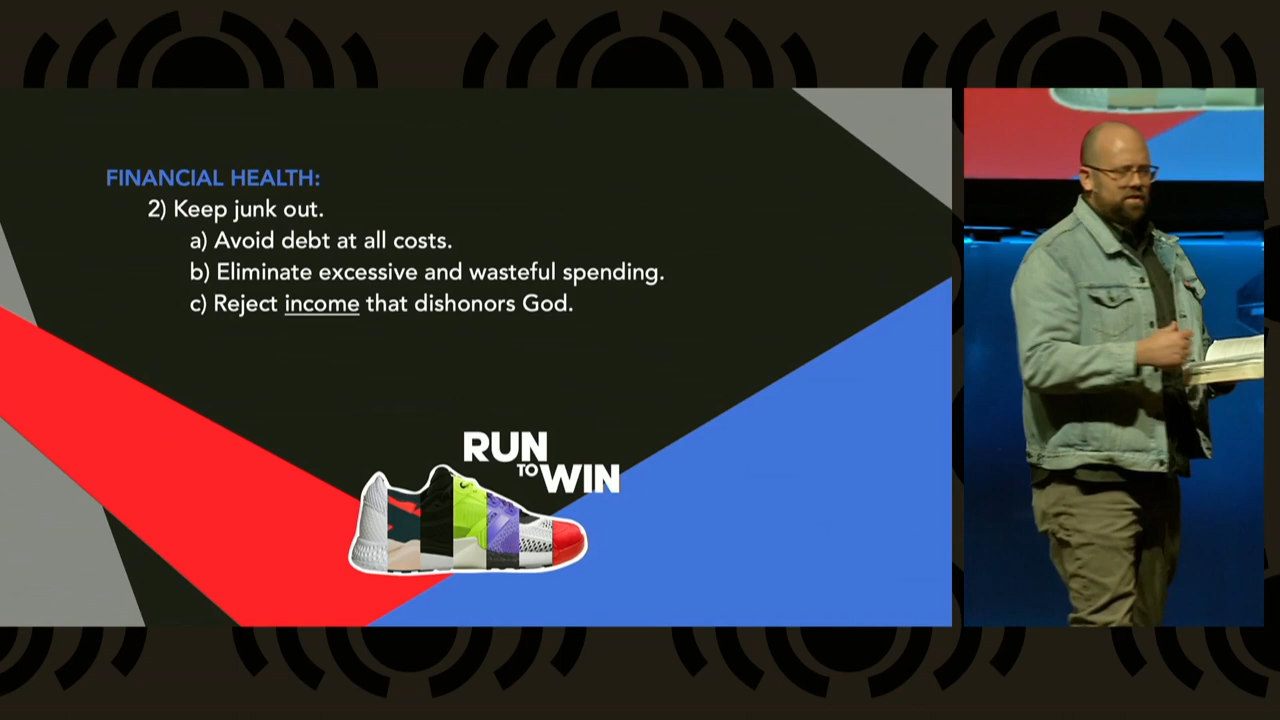 FINANCIAL HEALTH:
2) Keep junk out.
a) Avoid debt at all costs.
b) Eliminate excessive and wasteful spending.
c) Reject income that dishonors God.
RUN
TO WIN